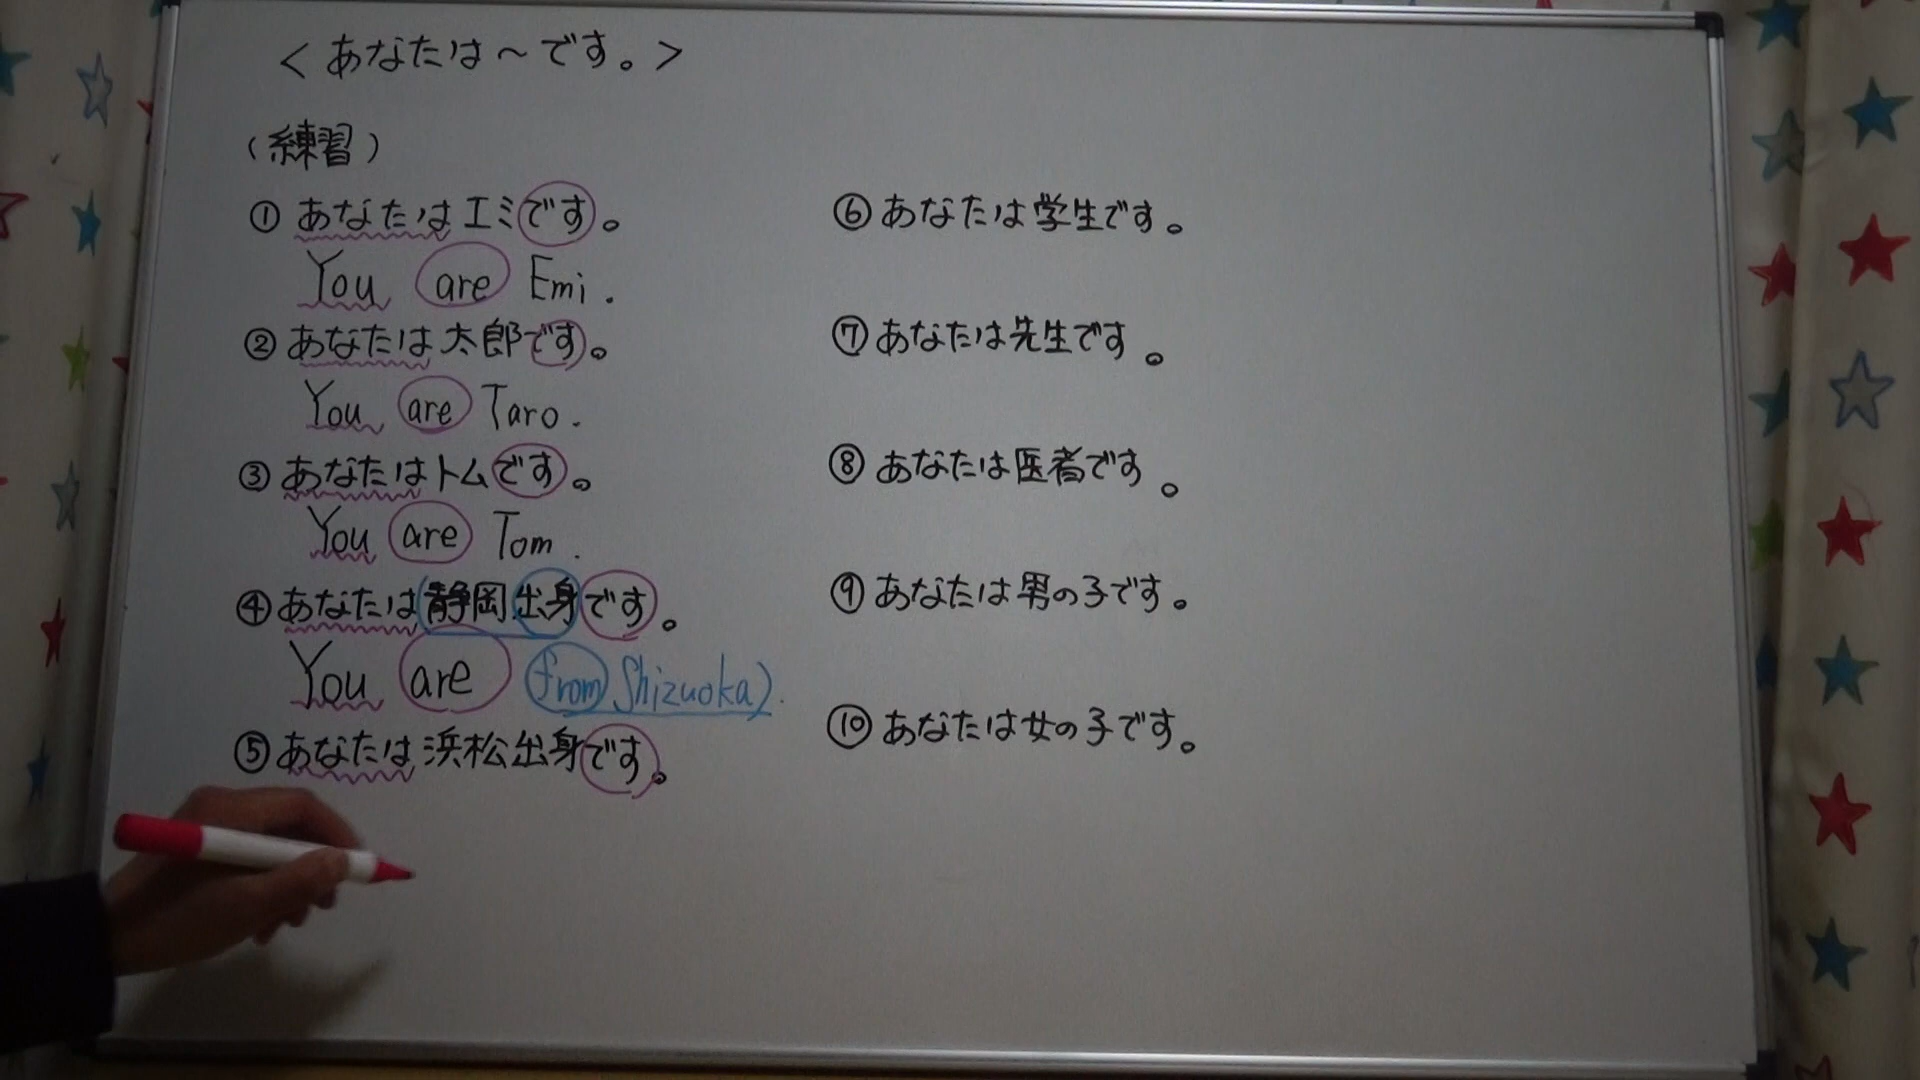 ＜あなたは～です。＞
（練習）
① あなたはエミです。
You are Emi.
② あなたは太郎です。
You are Taro.
③ あなたはトムです。
You are Tom.
④ あなたは(静岡出身です。
You are (from Shizuoka).
⑤ あなたは浜松出身です。
⑥ あなたは学生です。
⑦ あなたは先生です。
⑧ あなたは医者です。
⑨ あなたは男の子です。
⑩ あなたは女の子です。